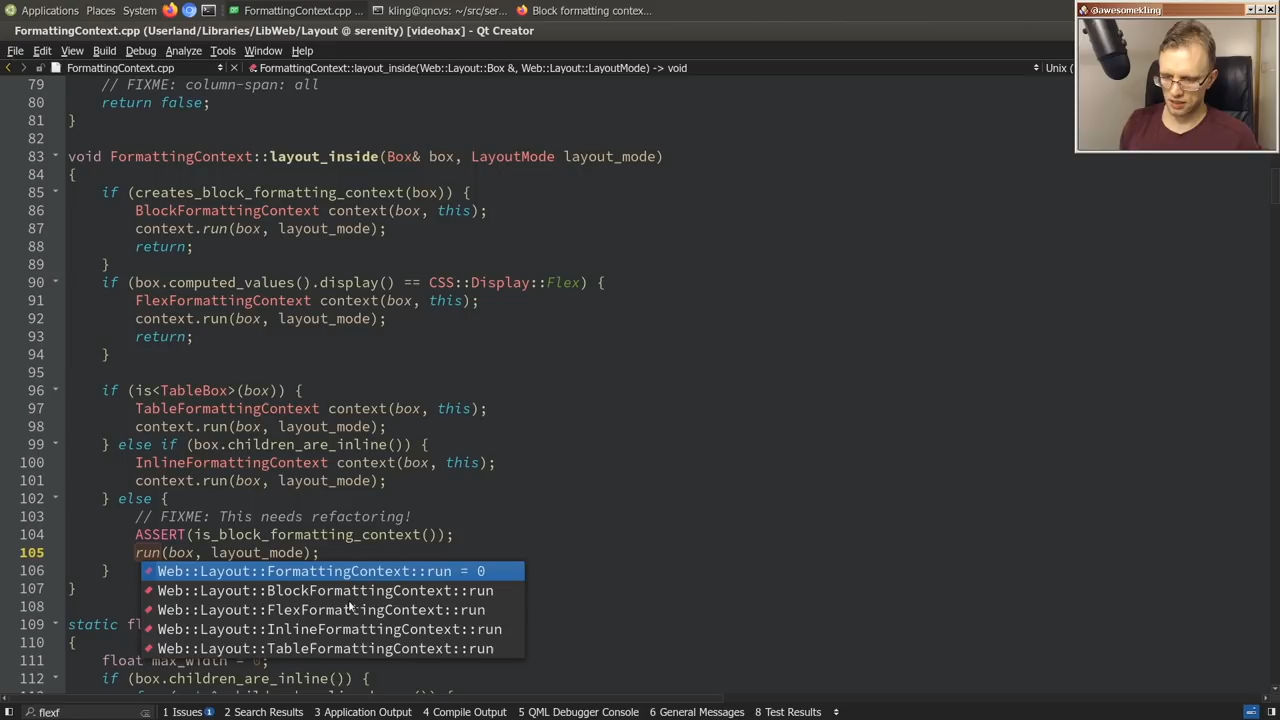 Applications Places System FormattingContext.cpp ... kling@qncvs: ~/src/ser... Block formatting contex...
@awesomekling
FormattingContext.cpp (Userland/Libraries/LibWeb/Layout @ serenity) [videohax] - Qt Creator
File Edit View Build Debug Analyze Tools Window Help
FormattingContext.cpp FormattingContext::layout_inside(Web::Layout::Box &, Web::Layout::LayoutMode) -> void Unix (
79 // FIXME: column-span: all
80 return false;
81 }
82
83 void FormattingContext::layout_inside(Box& box, LayoutMode layout_mode)
84 {
85 if (creates_block_formatting_context(box)) {
86 BlockFormattingContext context(box, this);
87 context.run(box, layout_mode);
88 return;
89 }
90 if (box.computed_values().display() == CSS::Display::Flex) {
91 FlexFormattingContext context(box, this);
92 context.run(box, layout_mode);
93 return;
94 }
95
96 if (is<TableBox>(box)) {
97 TableFormattingContext context(box, this);
98 context.run(box, layout_mode);
99 } else if (box.children_are_inline()) {
100 InlineFormattingContext context(box, this);
101 context.run(box, layout_mode);
102 } else {
103 // FIXME: This needs refactoring!
104 ASSERT(is_block_formatting_context());
105 run(box, layout_mode);
106 } Web::Layout::FormattingContext::run = 0
107 } Web::Layout::BlockFormattingContext::run
108 Web::Layout::FlexFormattingContext::run
109 static fl Web::Layout::InlineFormattingContext::run
110 { Web::Layout::TableFormattingContext::run
111 float max_width = 0;
112 if (box.children_are_inline()) {
flexf 1 Issues 1 2 Search Results 3 Application Output 4 Compile Output 5 QML Debugger Console 6 General Messages 8 Test Results